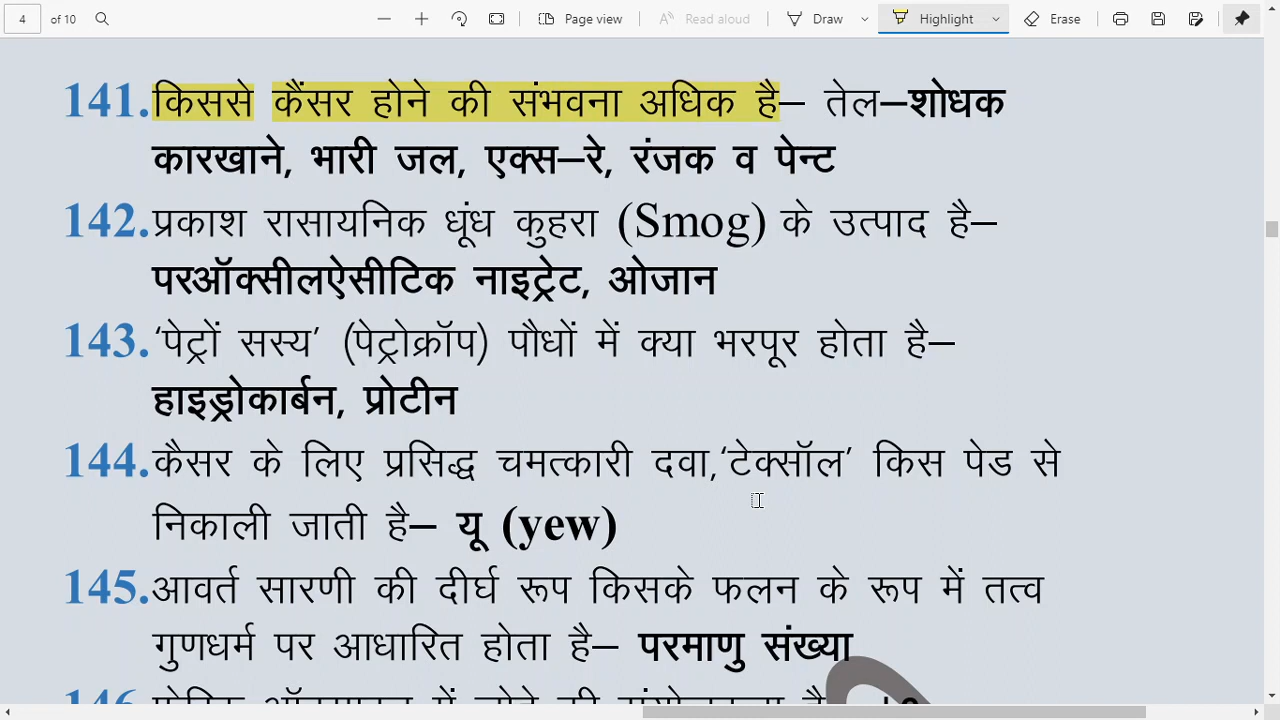 4 of 10 Page view Read aloud Draw Highlight Erase
141. किससे कैंसर होने की संभवना अधिक है– तेल–शोधक
कारखाने, भारी जल, एक्स–रे, रंजक व पेन्ट
142. प्रकाश रासायनिक धूंध कुहरा (Smog) के उत्पाद है–
परऑक्सीलऐसीटिक नाइट्रेट, ओजान
143. ‘पेट्रों सस्य’ (पेट्रोक्रॉप) पौधों में क्या भरपूर होता है–
हाइड्रोकार्बन, प्रोटीन
144. कैसर के लिए प्रसिद्ध चमत्कारी दवा,‘टेक्सॉल’ किस पेड से
निकाली जाती है– यू (yew)
145. आवर्त सारणी की दीर्घ रूप किसके फलन के रूप में तत्व
गुणधर्म पर आधारित होता है– परमाणु संख्या
146.